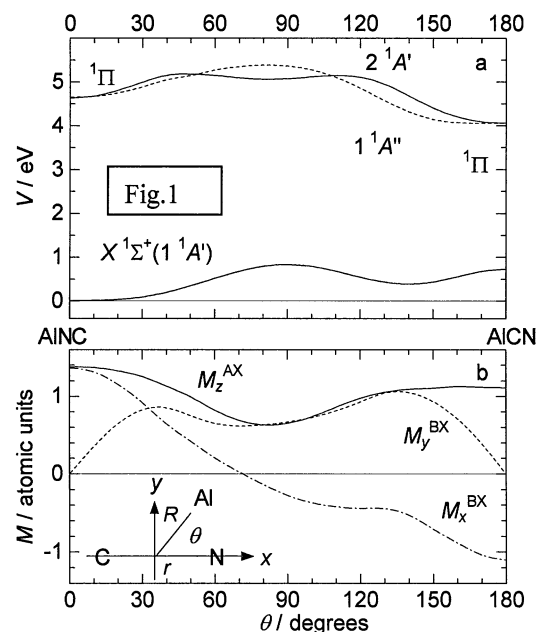 0 30 60 90 120 150 180
a
2 ¹A'
¹Π
5
4
1 ¹A''
¹Π
3
V / eV
Fig.1
2
X ¹Σ⁺(1 ¹A')
1
0
AlNC AlCN
b
M_z^AX
1
M_y^BX
M / atomic units
0
y
R Al
θ
M_x^BX
C N x
r
-1
0 30 60 90 120 150 180
θ / degrees